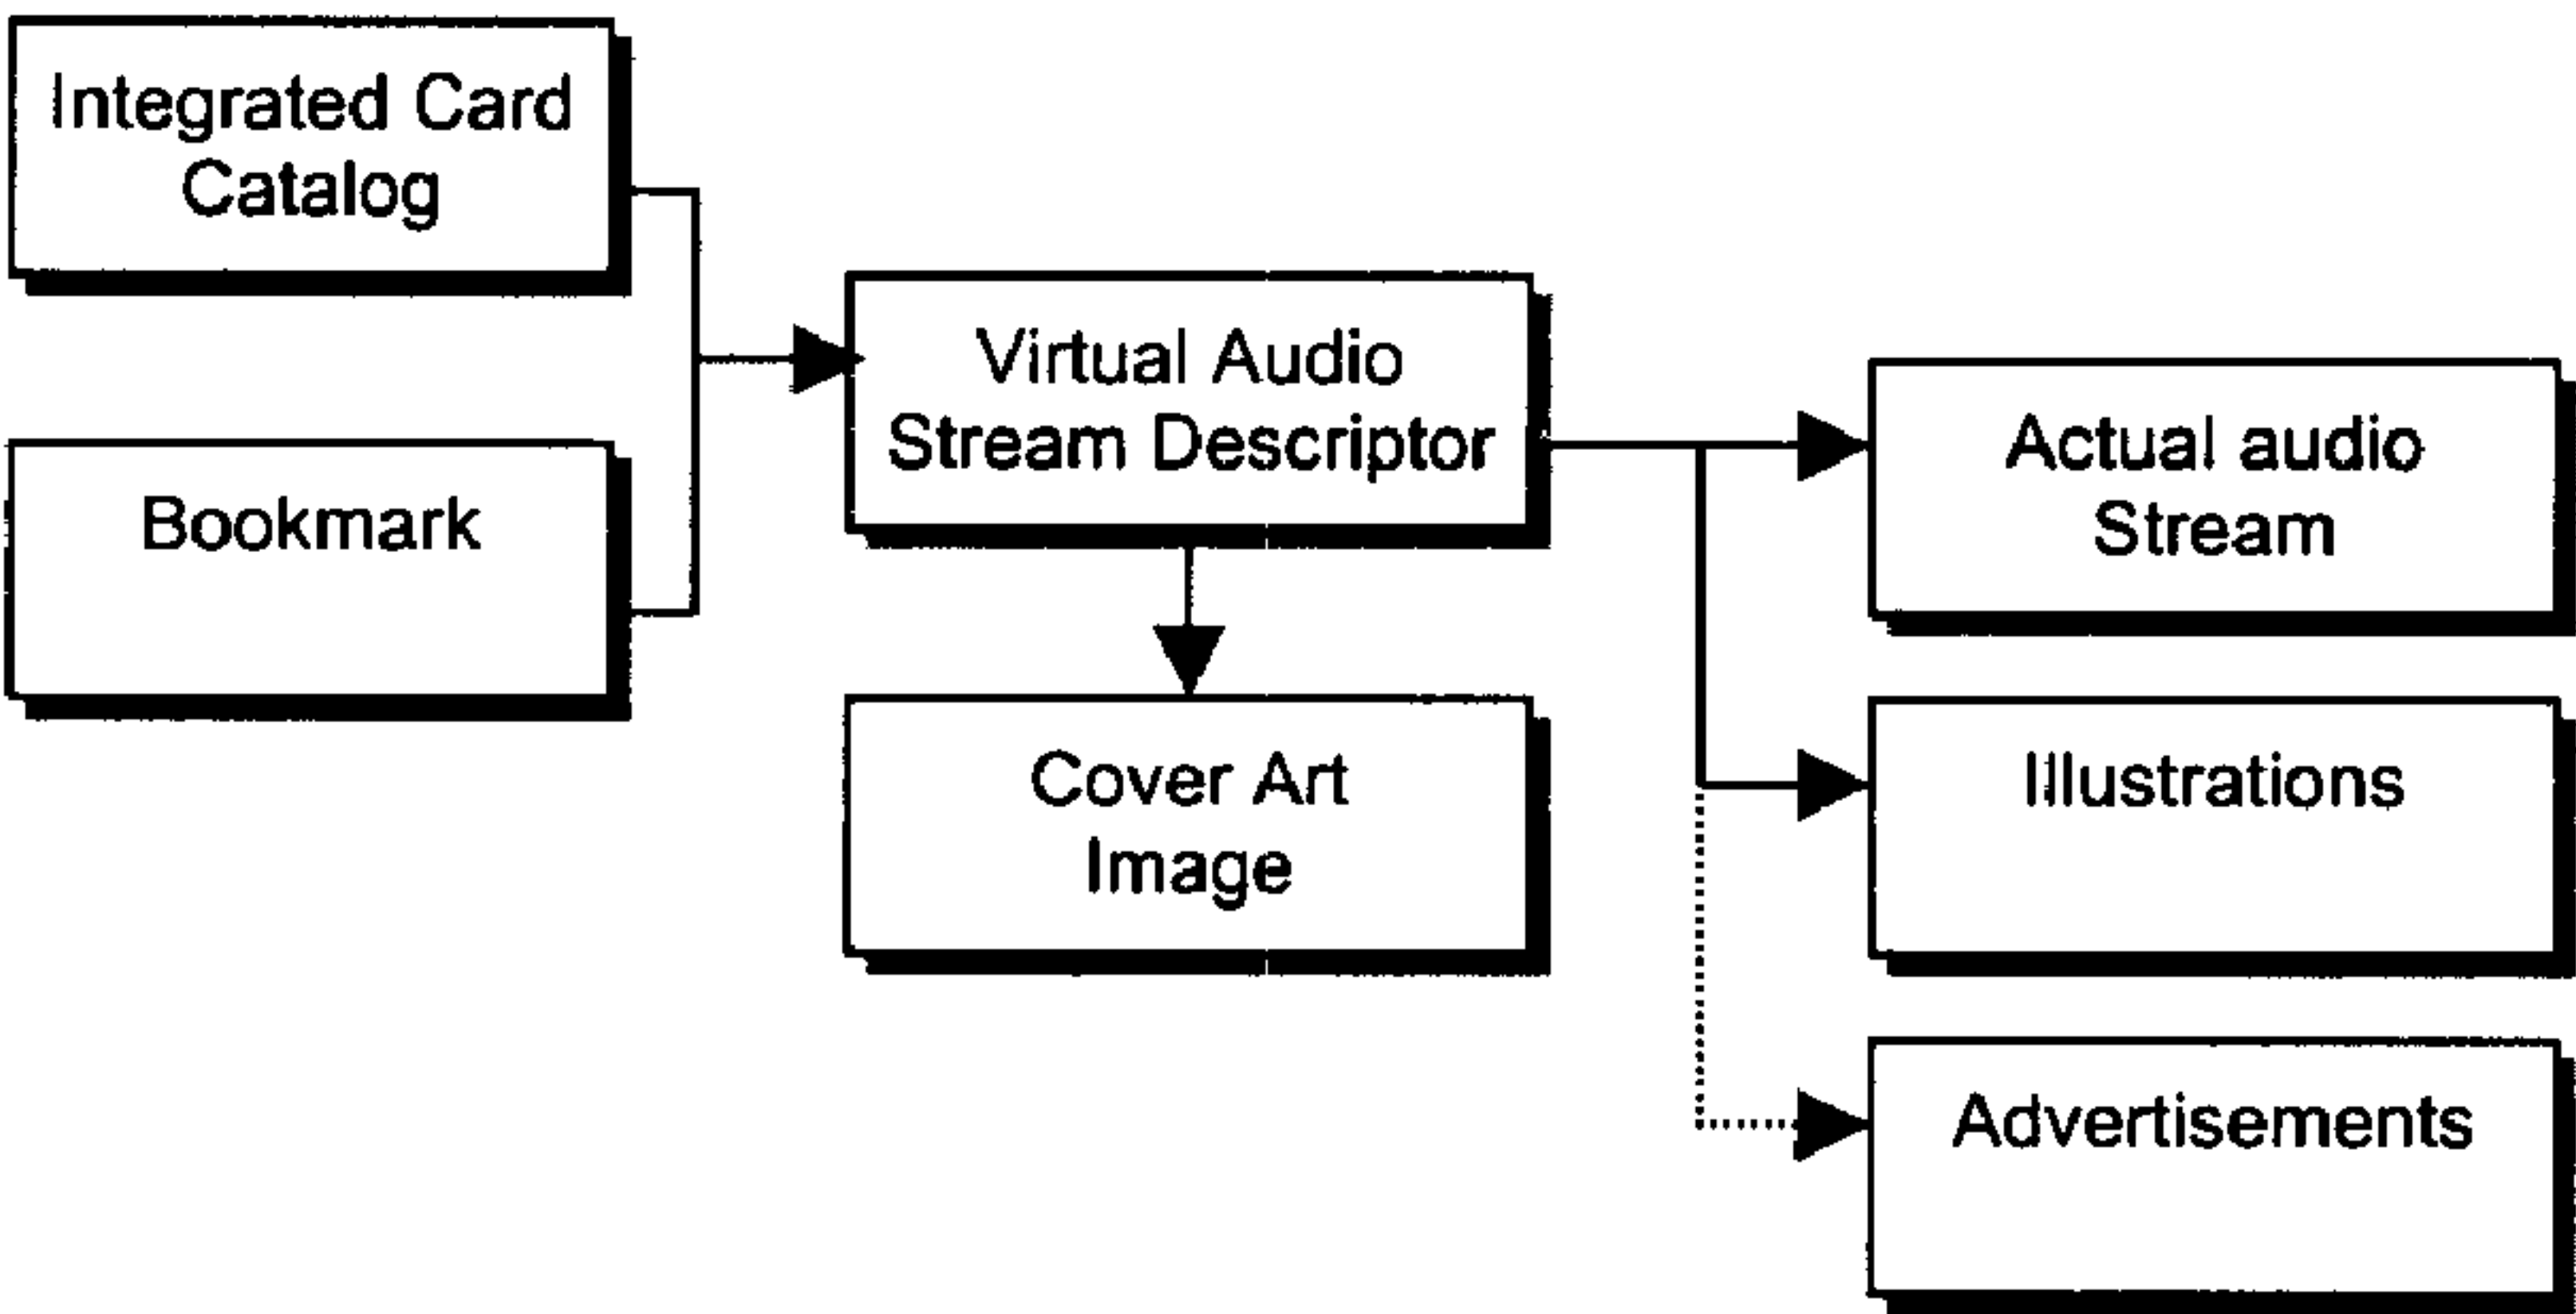 Integrated Card
Catalog
Bookmark
Virtual Audio
Stream Descriptor
Cover Art
Image
Actual audio
Stream
Illustrations
Advertisements